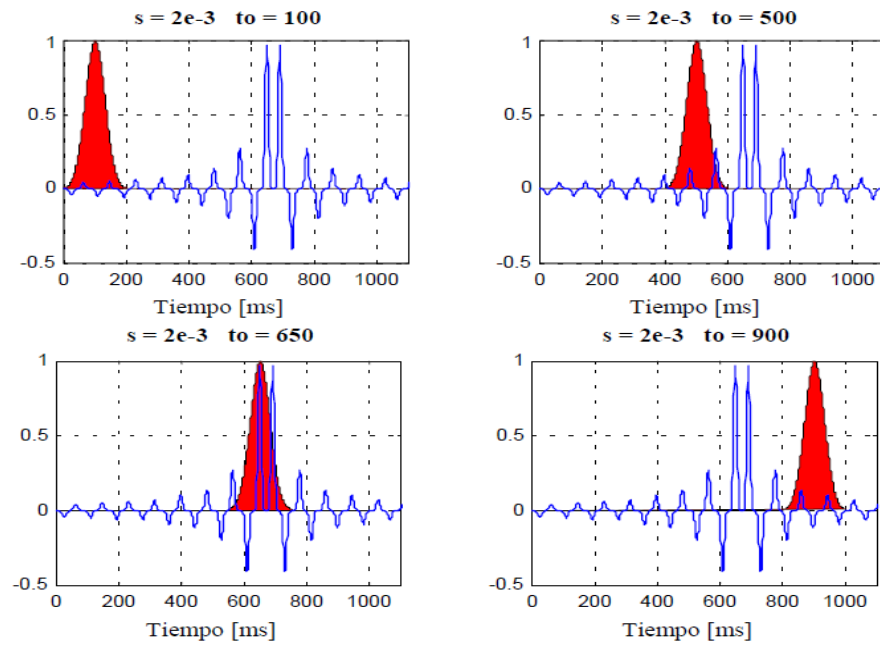 s = 2e-3 to = 100
1
0.5
0
-0.5
0 200 400 600 800 1000
Tiempo [ms]
s = 2e-3 to = 500
1
0.5
0
-0.5
0 200 400 600 800 1000
Tiempo [ms]
s = 2e-3 to = 650
1
0.5
0
-0.5
0 200 400 600 800 1000
Tiempo [ms]
s = 2e-3 to = 900
1
0.5
0
-0.5
0 200 400 600 800 1000
Tiempo [ms]